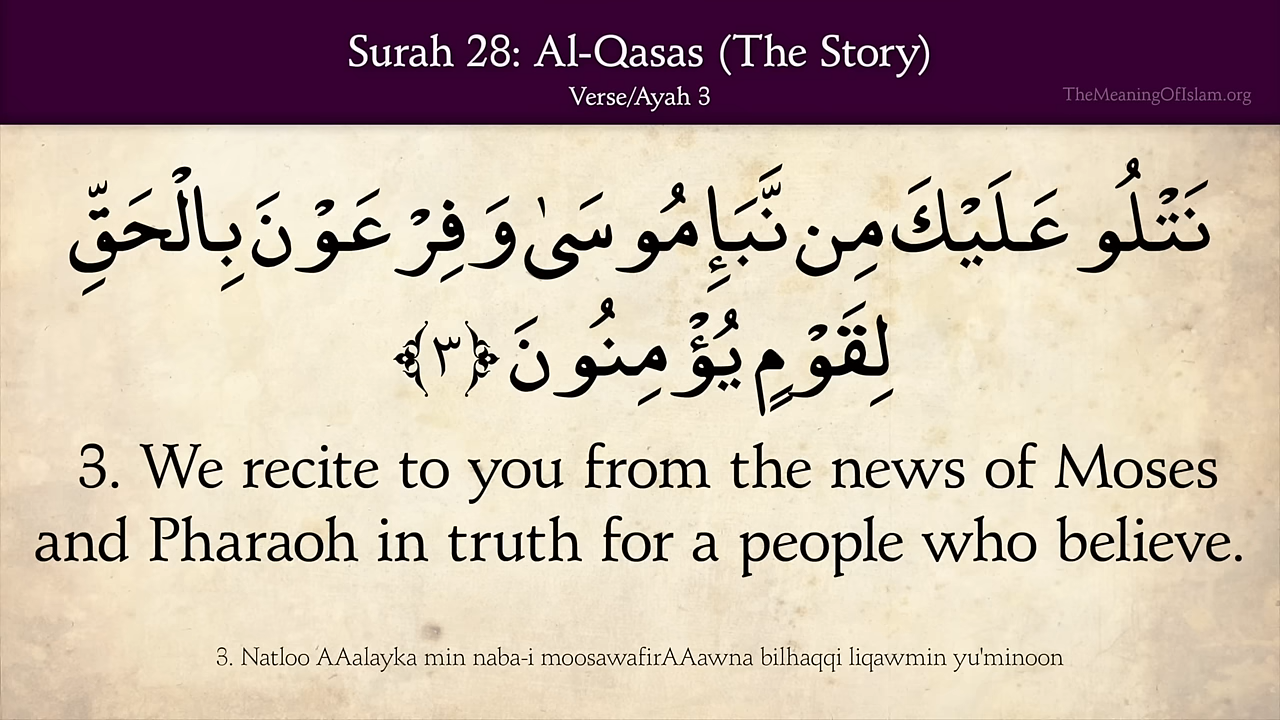 Surah 28: Al-Qasas (The Story)
Verse/Ayah 3
TheMeaningOfIslam.org
نَتْلُو عَلَيْكَ مِن نَّبَإِ مُوسَىٰ وَفِرْعَوْنَ بِالْحَقِّ
لِقَوْمٍ يُؤْمِنُونَ ﴿٣﴾
3. We recite to you from the news of Moses
and Pharaoh in truth for a people who believe.
3. Natloo AAalayka min naba-i moosawafirAAawna bilhaqqi liqawmin yu'minoon